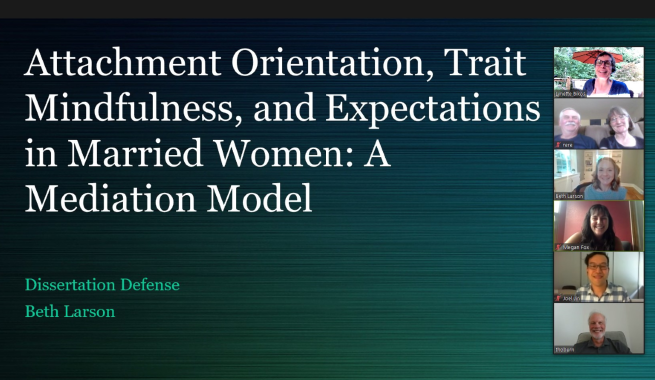 Attachment Orientation, Trait
Mindfulness, and Expectations
in Married Women: A
Mediation Model
Dissertation Defense
Beth Larson
rora
Beth Larson
Megan Fox